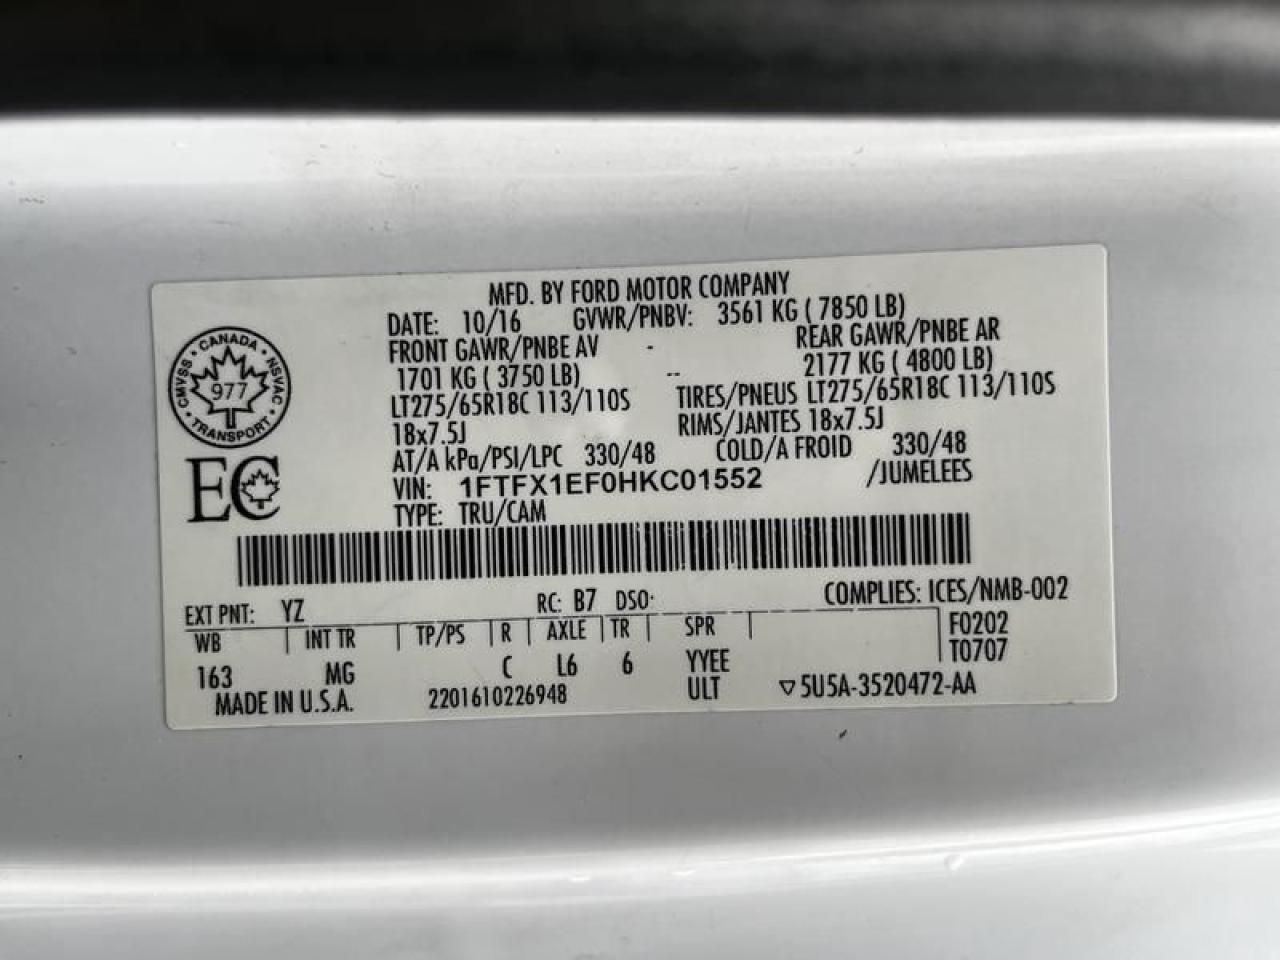 MFD. BY FORD MOTOR COMPANY
DATE: 10/16 GVWR/PNBV: 3561 KG ( 7850 LB)
FRONT GAWR/PNBE AV - REAR GAWR/PNBE AR
1701 KG ( 3750 LB) -- 2177 KG ( 4800 LB)
LT275/65R18C 113/110S TIRES/PNEUS LT275/65R18C 113/110S
18x7.5J RIMS/JANTES 18x7.5J
AT/A kPa/PSI/LPC 330/48 COLD/A FROID 330/48
VIN: 1FTFX1EF0HKC01552 /JUMELEES
TYPE: TRU/CAM
CMVSS • CANADA • NSVAC • TRANSPORT •
977
EC
EXT PNT: YZ RC: B7 DSO: COMPLIES: ICES/NMB-002
WB | INT TR | TP/PS | R | AXLE | TR | SPR | F0202
163 MG C L6 6 YYEE T0707
MADE IN U.S.A. 2201610226948 ULT ▽5U5A-3520472-AA